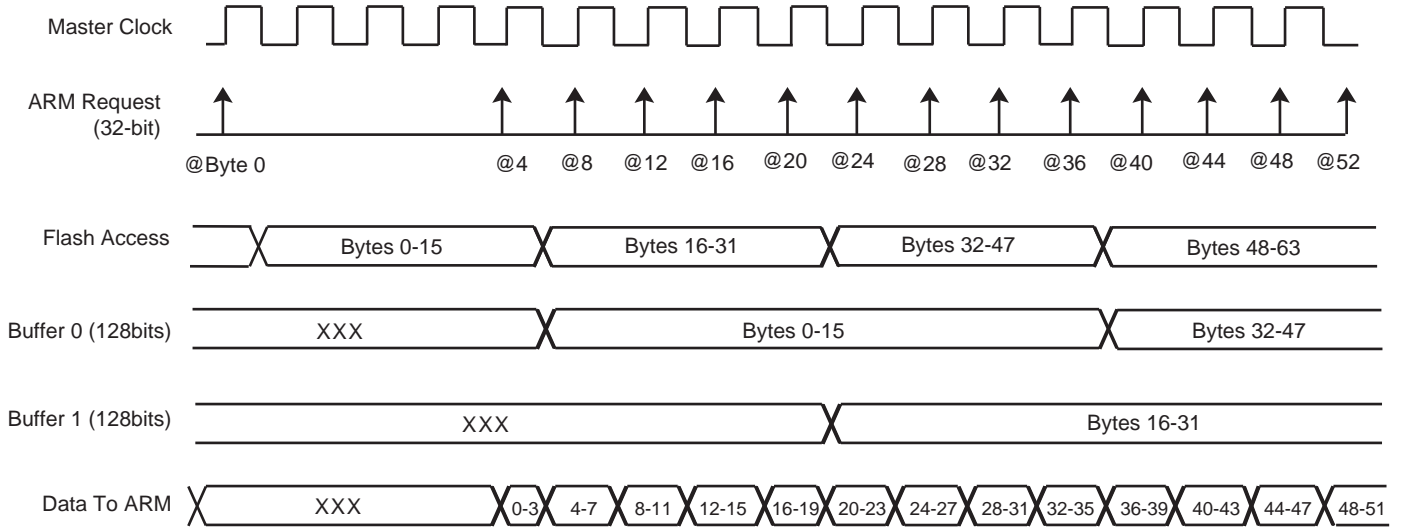 Master Clock
ARM Request
(32-bit)
@Byte 0 @4 @8 @12 @16 @20 @24 @28 @32 @36 @40 @44 @48 @52
Flash Access Bytes 0-15 Bytes 16-31 Bytes 32-47 Bytes 48-63
Buffer 0 (128bits) XXX Bytes 0-15 Bytes 32-47
Buffer 1 (128bits) XXX Bytes 16-31
Data To ARM XXX 0-3 4-7 8-11 12-15 16-19 20-23 24-27 28-31 32-35 36-39 40-43 44-47 48-51